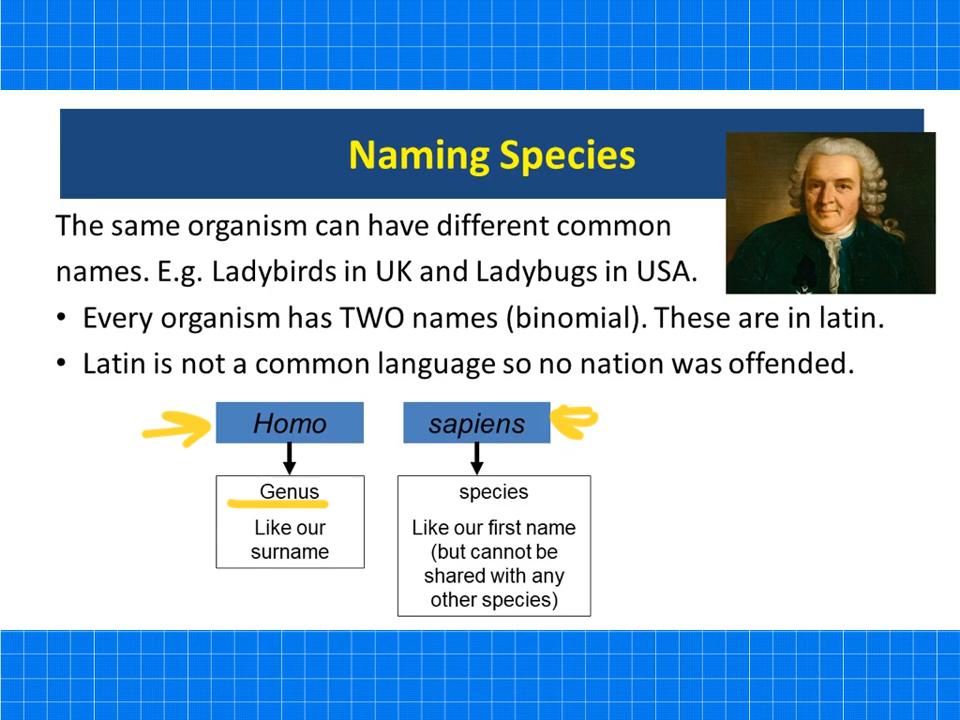 Naming Species
The same organism can have different common
names. E.g. Ladybirds in UK and Ladybugs in USA.
• Every organism has TWO names (binomial). These are in latin.
• Latin is not a common language so no nation was offended.
Homo
sapiens
Genus
Like our
surname
species
Like our first name
(but cannot be
shared with any
other species)